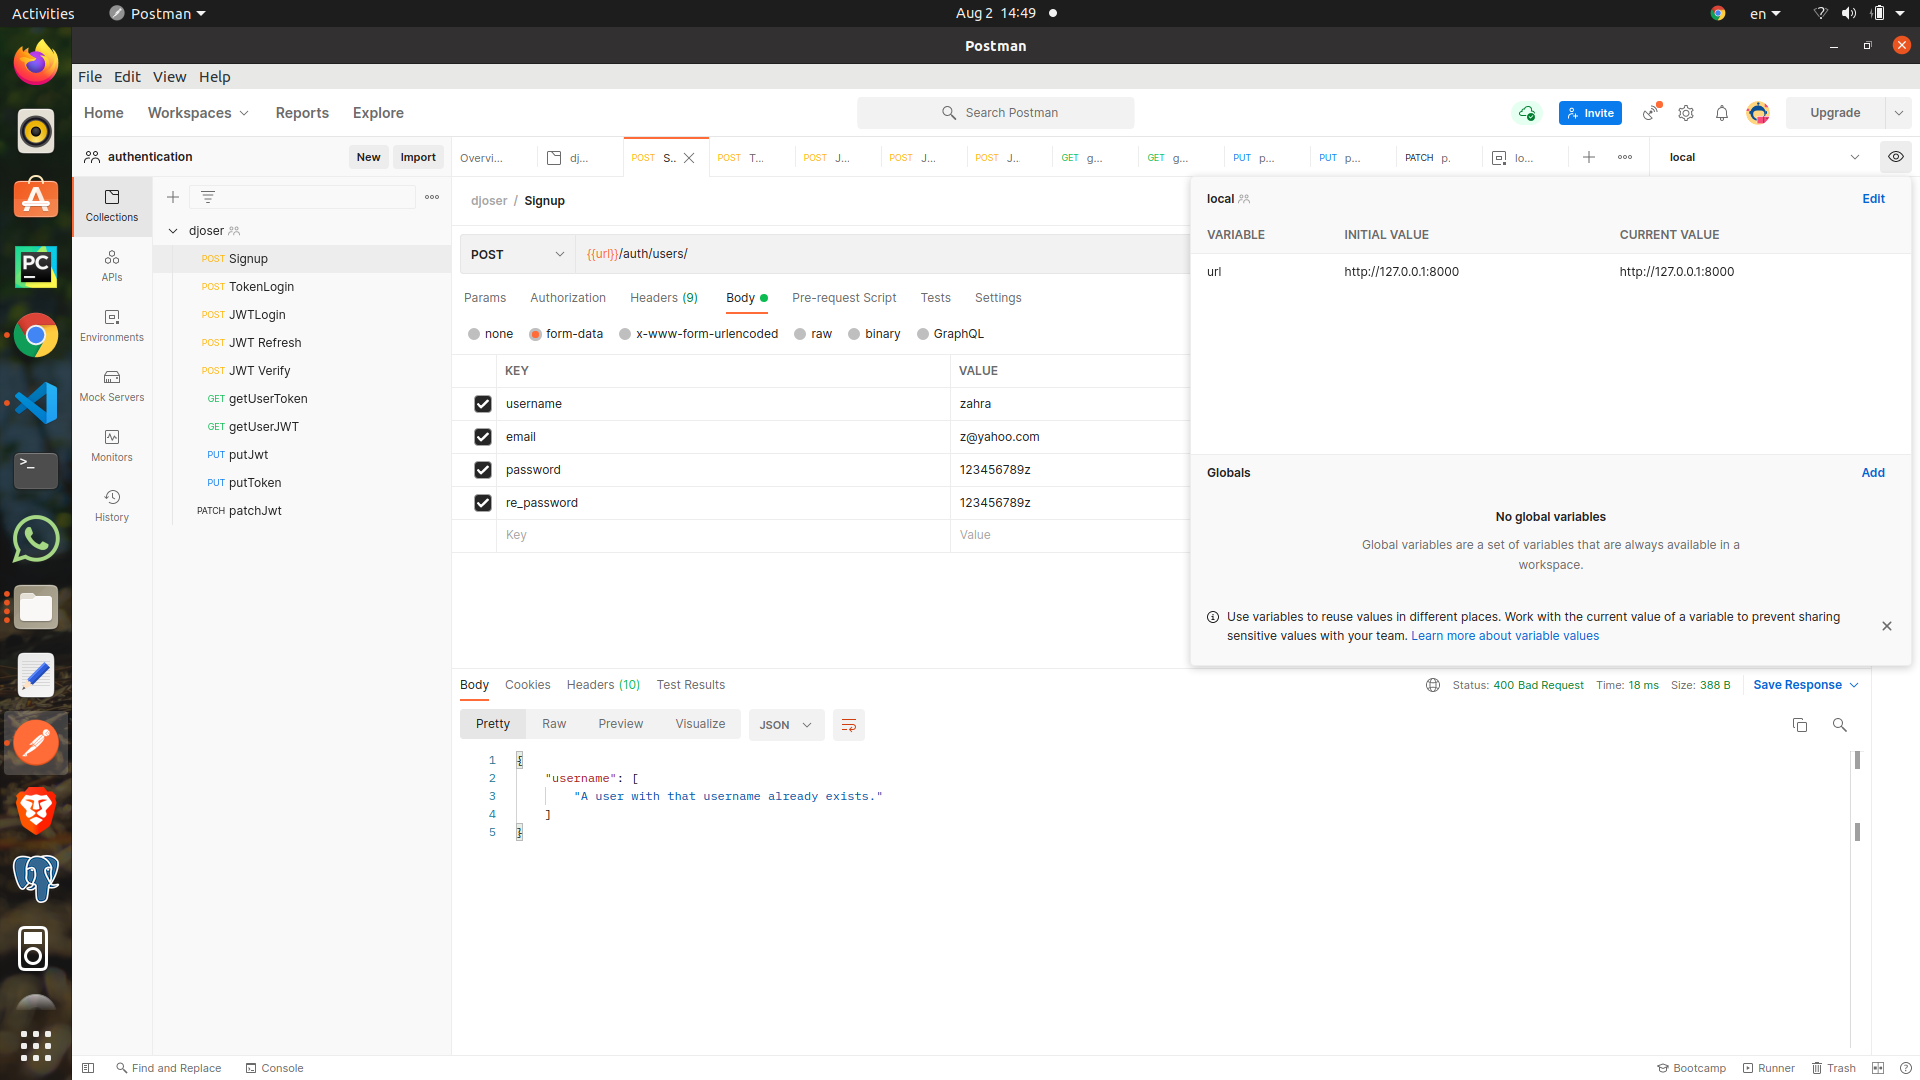 Activities
Postman
Aug 2 14:49
en
Postman
File Edit View Help
Home Workspaces Reports Explore
Search Postman
Invite
Upgrade
authentication
New Import
Overvi...
dj...
POST S..
POST T...
POST J...
POST J...
POST J..
GET g...
GET g...
PUT p...
PUT p...
PATCH p.
lo...
local
Collections
APIs
Environments
Mock Servers
Monitors
History
djoser
POST Signup
POST TokenLogin
POST JWTLogin
POST JWT Refresh
POST JWT Verify
GET getUserToken
GET getUserJWT
PUT putJwt
PUT putToken
PATCH patchJwt
djoser / Signup
POST
{{url}}/auth/users/
Params Authorization Headers (9) Body Pre-request Script Tests Settings
none form-data x-www-form-urlencoded raw binary GraphQL
KEY VALUE
username zahra
email z@yahoo.com
password 123456789z
re_password 123456789z
Key Value
local Edit
VARIABLE INITIAL VALUE CURRENT VALUE
url http://127.0.0.1:8000 http://127.0.0.1:8000
Globals Add
No global variables
Global variables are a set of variables that are always available in a
workspace.
Use variables to reuse values in different places. Work with the current value of a variable to prevent sharing
sensitive values with your team. Learn more about variable values
Body Cookies Headers (10) Test Results
Status: 400 Bad Request Time: 18 ms Size: 388 B Save Response
Pretty Raw Preview Visualize JSON
1 {
2 "username": [
3 "A user with that username already exists."
4 ]
5 }
Find and Replace Console
Bootcamp Runner Trash